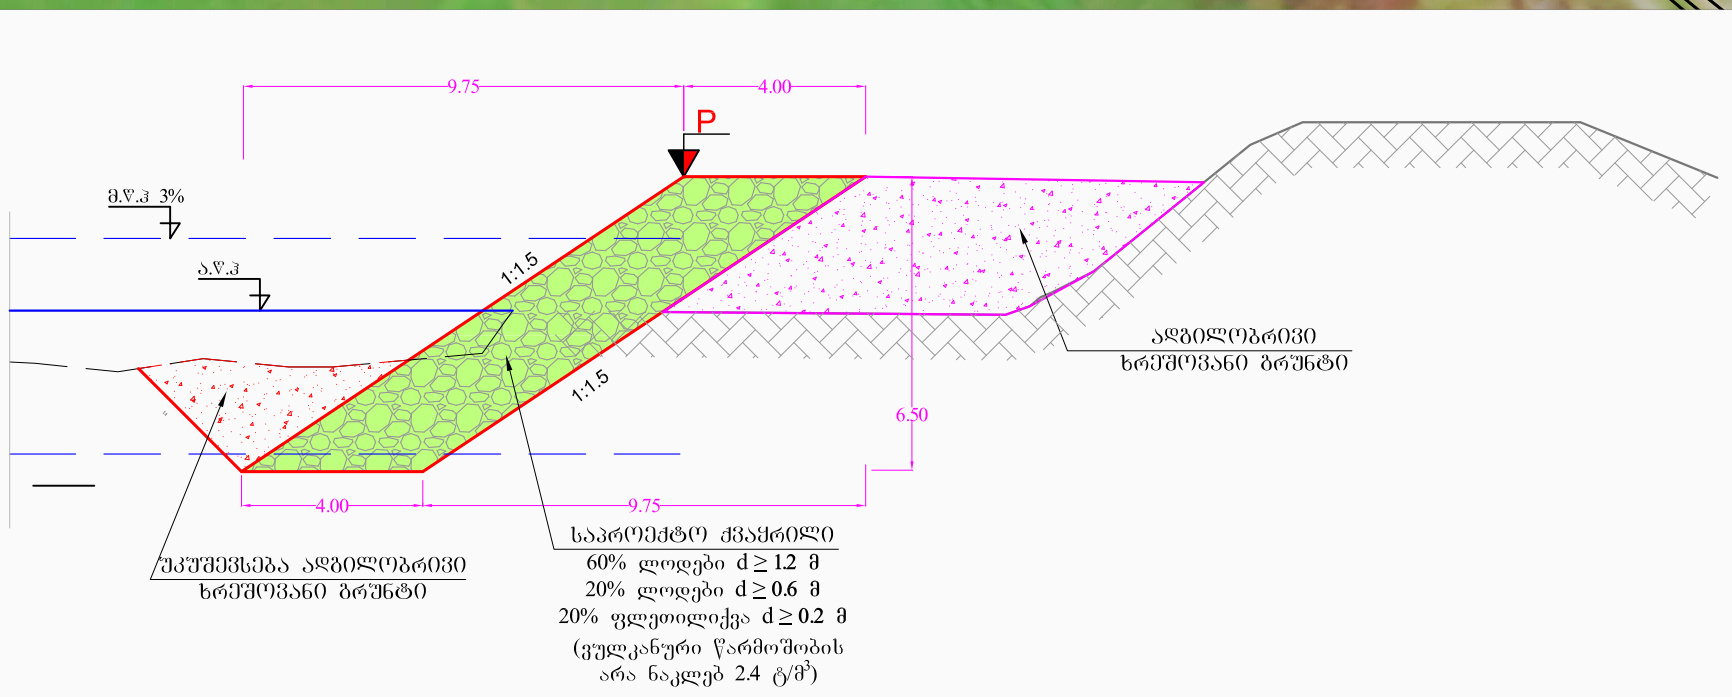 9.75
4.00
P
მ.წ.ჰ 3%
ა.წ.ჰ
1:1.5
1:1.5
ადგილობრივი
ხრეშოვანი გრუნტი
6.50
4.00
9.75
უკუშევსება ადგილობრივი
ხრეშოვანი გრუნტი
საპროექტო ქვაყრილი
60% ლოდები d ≥ 1.2 მ
20% ლოდები d ≥ 0.6 მ
20% ფლეთილიქვა d ≥ 0.2 მ
(ვულკანური წარმოშობის
არა ნაკლებ 2.4 ტ/მ³)